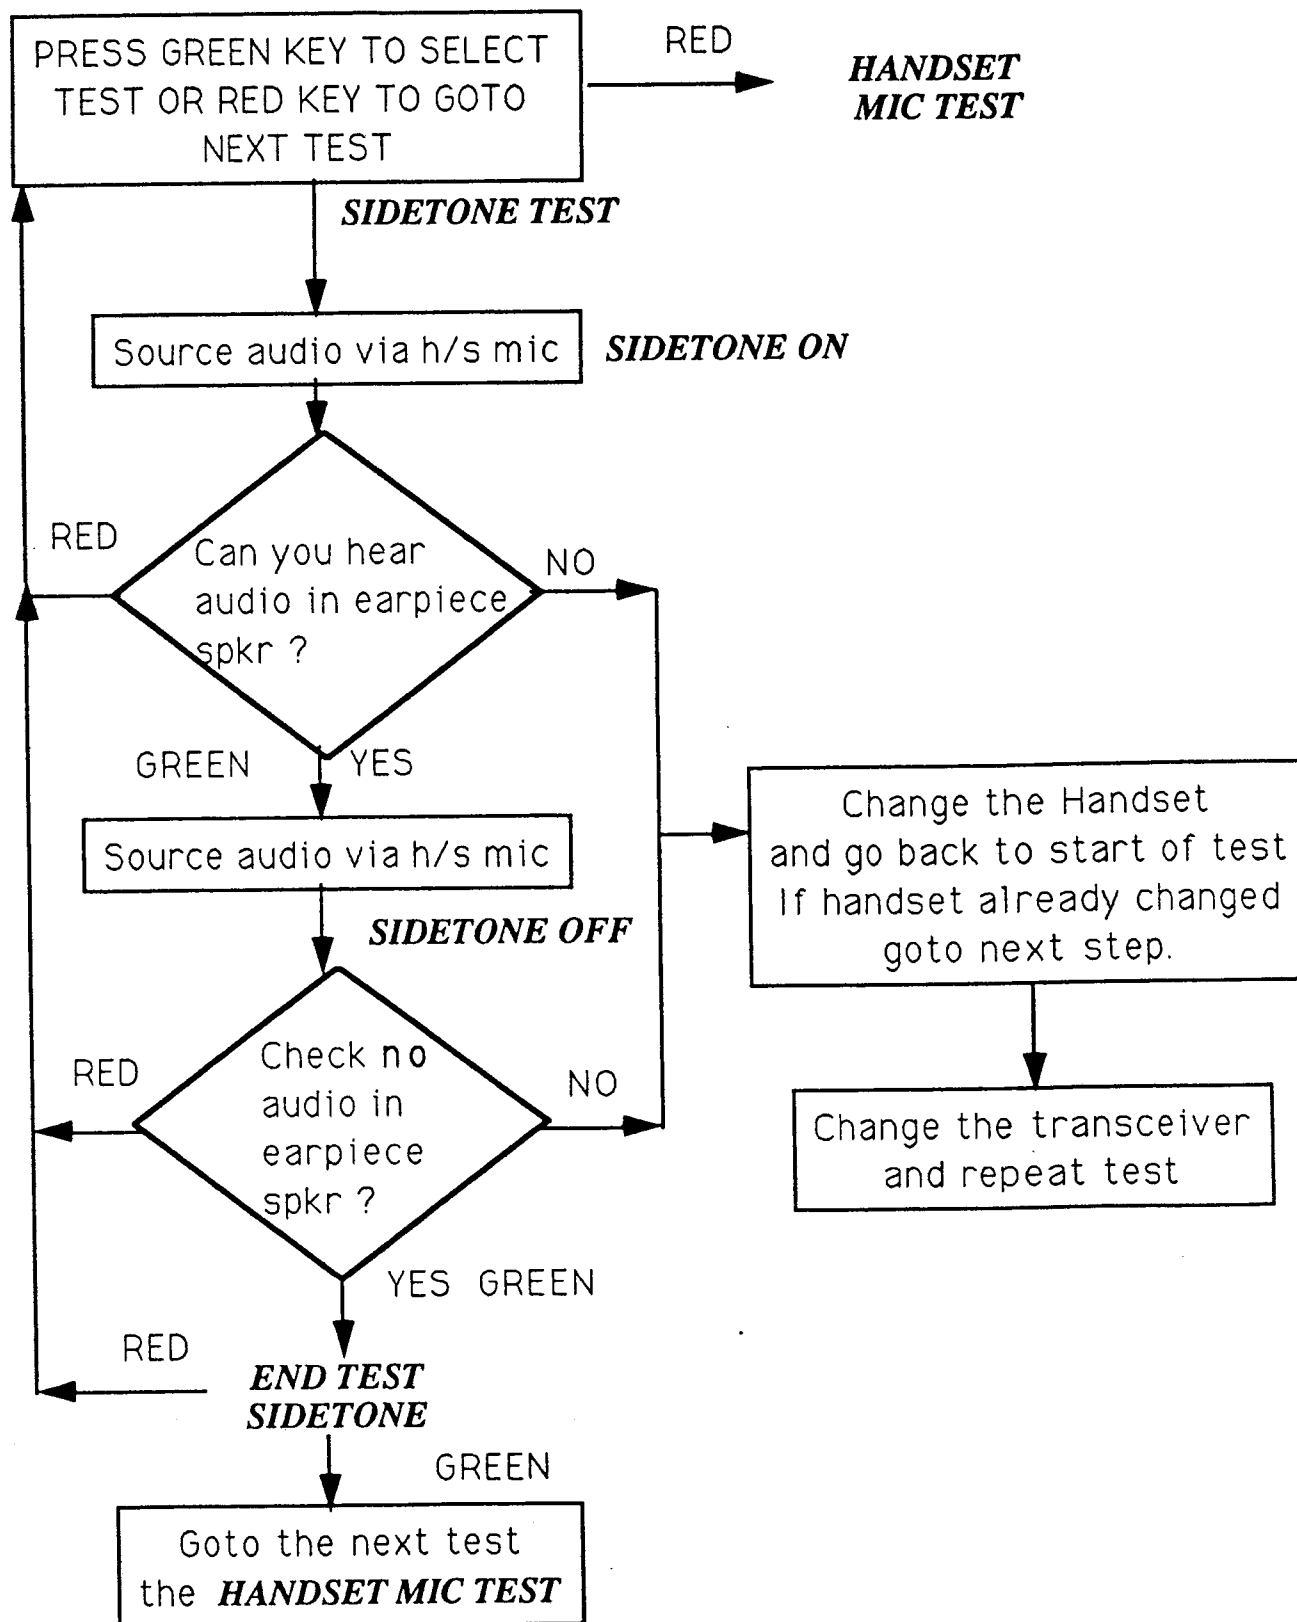 PRESS GREEN KEY TO SELECT
TEST OR RED KEY TO GOTO
NEXT TEST
RED
HANDSET
MIC TEST
SIDETONE TEST
Source audio via h/s mic
SIDETONE ON
RED
Can you hear
audio in earpiece
spkr ?
NO
GREEN
YES
Source audio via h/s mic
SIDETONE OFF
Change the Handset
and go back to start of test
If handset already changed
goto next step.
RED
Check no
audio in
earpiece
spkr ?
NO
Change the transceiver
and repeat test
YES GREEN
RED
END TEST
SIDETONE
GREEN
Goto the next test
the HANDSET MIC TEST